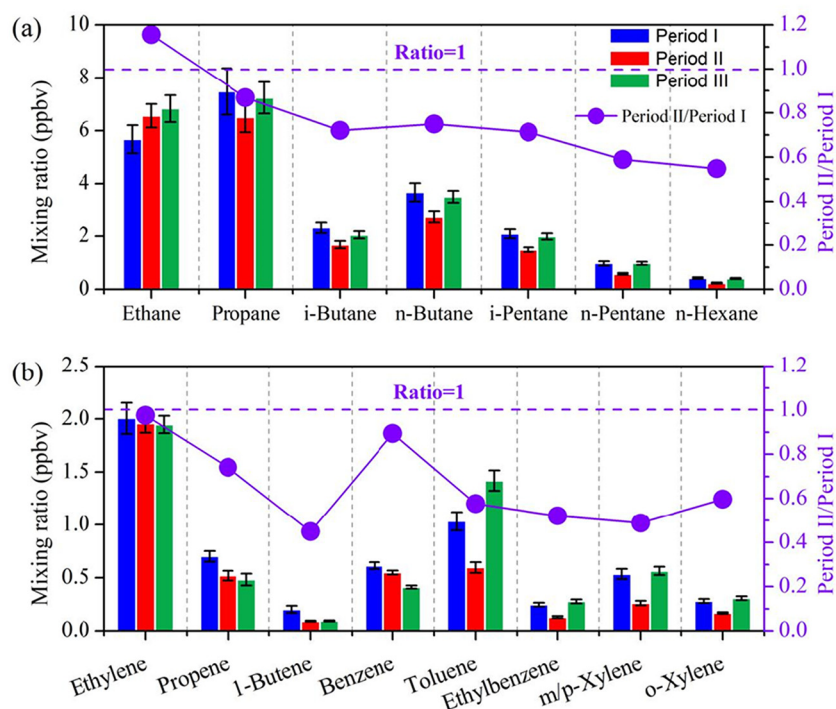 (a)
Mixing ratio (ppbv)
10
8
6
4
2
0
Ratio=1
Period I
Period II
Period III
Period II/Period I
1.2
1.0
0.8
0.6
0.4
0.2
0.0
Period II/Period I
Ethane Propane i-Butane n-Butane i-Pentane n-Pentane n-Hexane
(b)
Mixing ratio (ppbv)
2.5
2.0
1.5
1.0
0.5
0.0
Ratio=1
1.2
1.0
0.8
0.6
0.4
0.2
0.0
Period II/Period I
Ethylene Propene 1-Butene Benzene Toluene Ethylbenzene m/p-Xylene o-Xylene